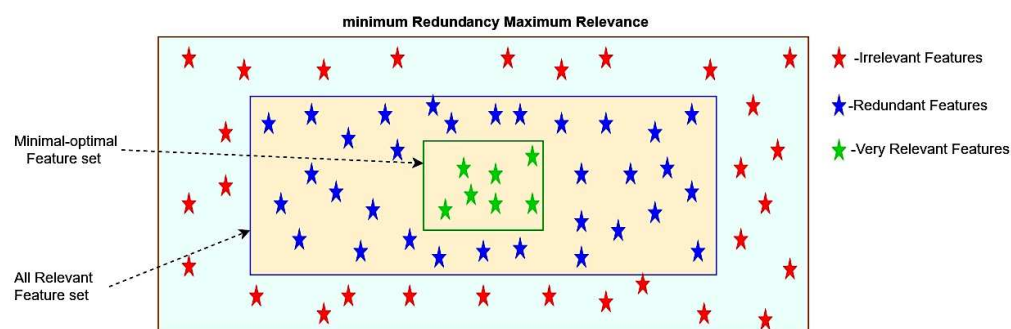 minimum Redundancy Maximum Relevance
-Irrelevant Features
-Redundant Features
Minimal-optimal
Feature set
-Very Relevant Features
All Relevant
Feature set